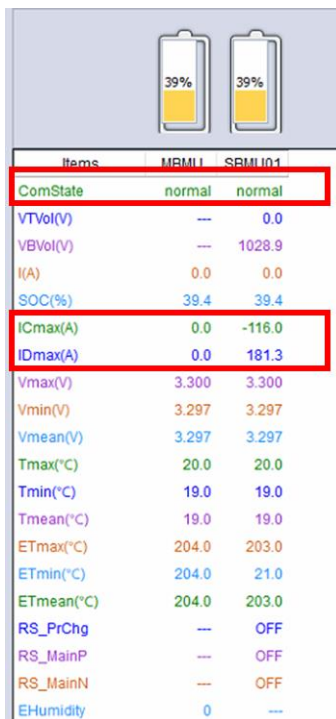 39% 39%
Items MBMU SBMU01
ComState normal normal
VTVol(V) --- 0.0
VBVol(V) --- 1028.9
I(A) 0.0 0.0
SOC(%) 39.4 39.4
ICmax(A) 0.0 -116.0
IDmax(A) 0.0 181.3
Vmax(V) 3.300 3.300
Vmin(V) 3.297 3.297
Vmean(V) 3.297 3.297
Tmax(°C) 20.0 20.0
Tmin(°C) 19.0 19.0
Tmean(°C) 19.0 19.0
ETmax(°C) 204.0 203.0
ETmin(°C) 204.0 21.0
ETmean(°C) 204.0 203.0
RS_PrChg --- OFF
RS_MainP --- OFF
RS_MainN --- OFF
EHumidity 0 ---